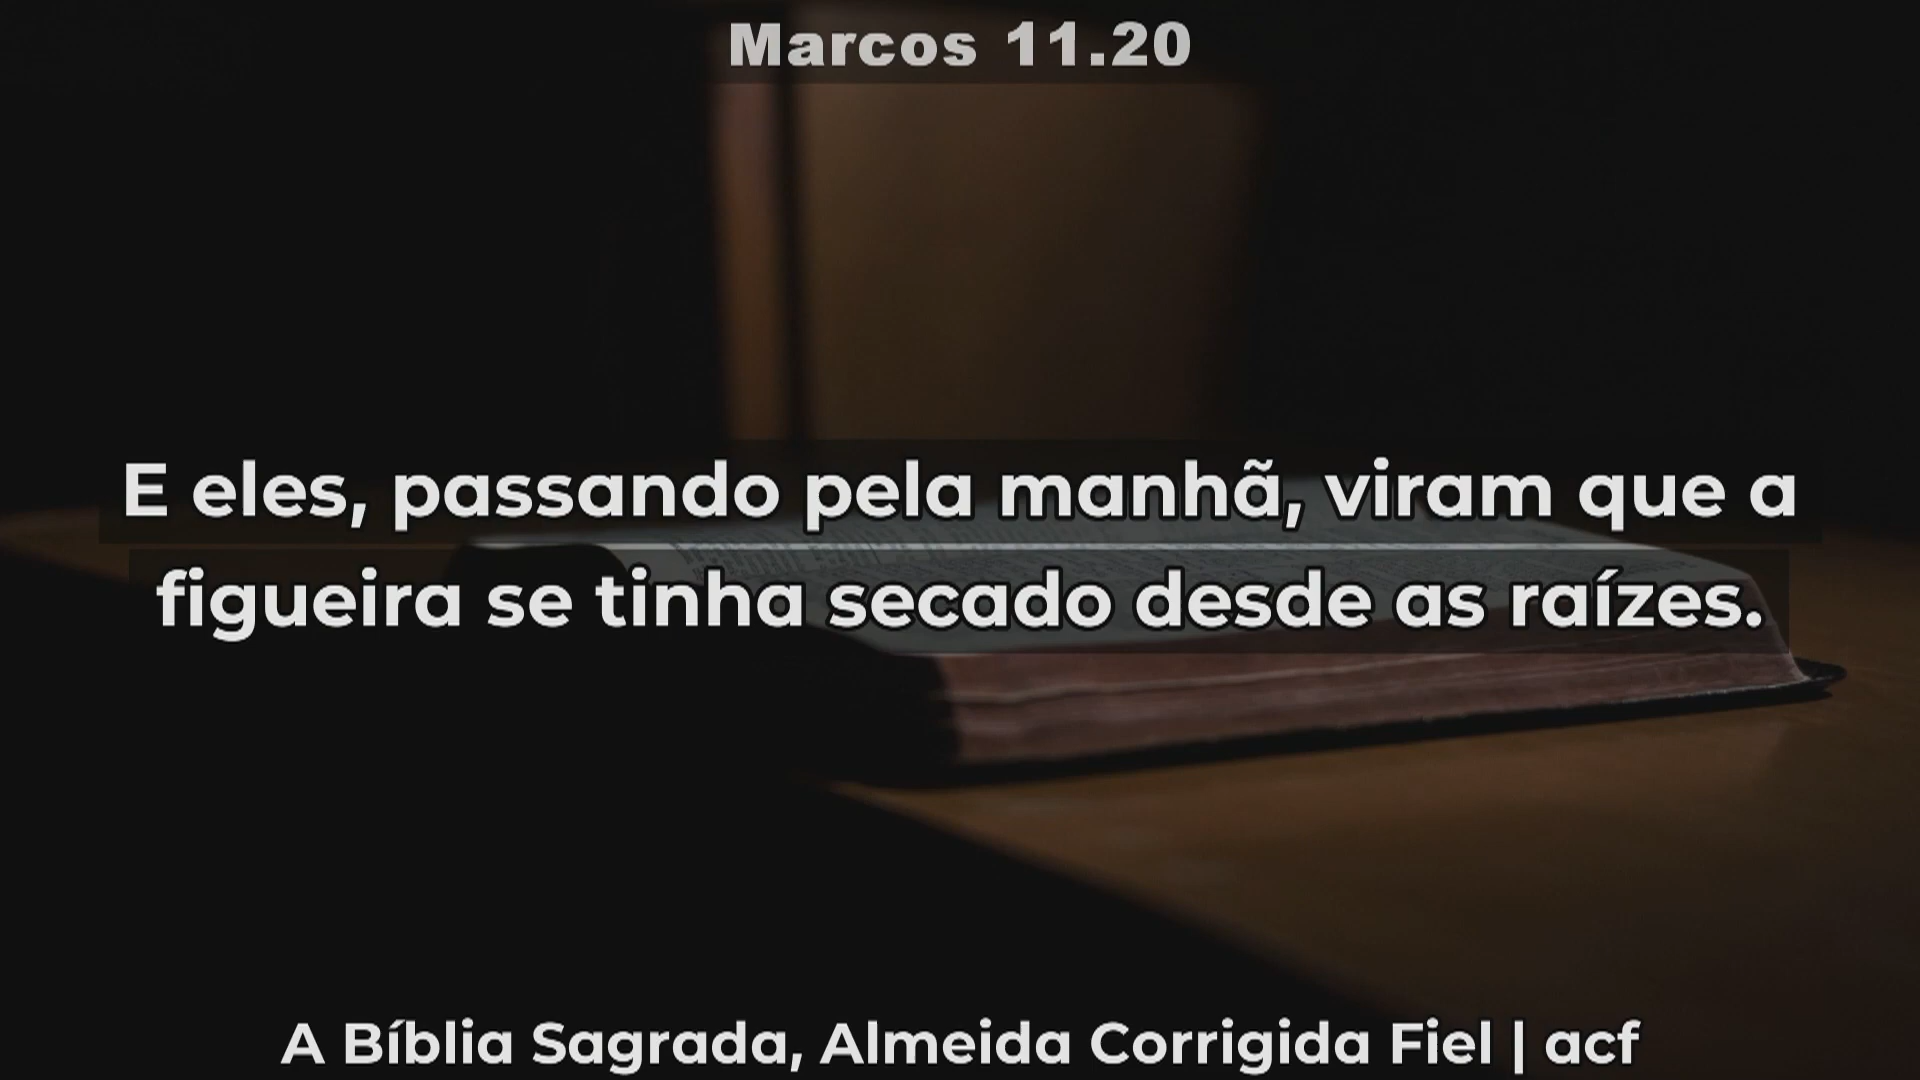 Marcos 11.20
E eles, passando pela manhã, viram que a
figueira se tinha secado desde as raízes.
A Bíblia Sagrada, Almeida Corrigida Fiel | acf